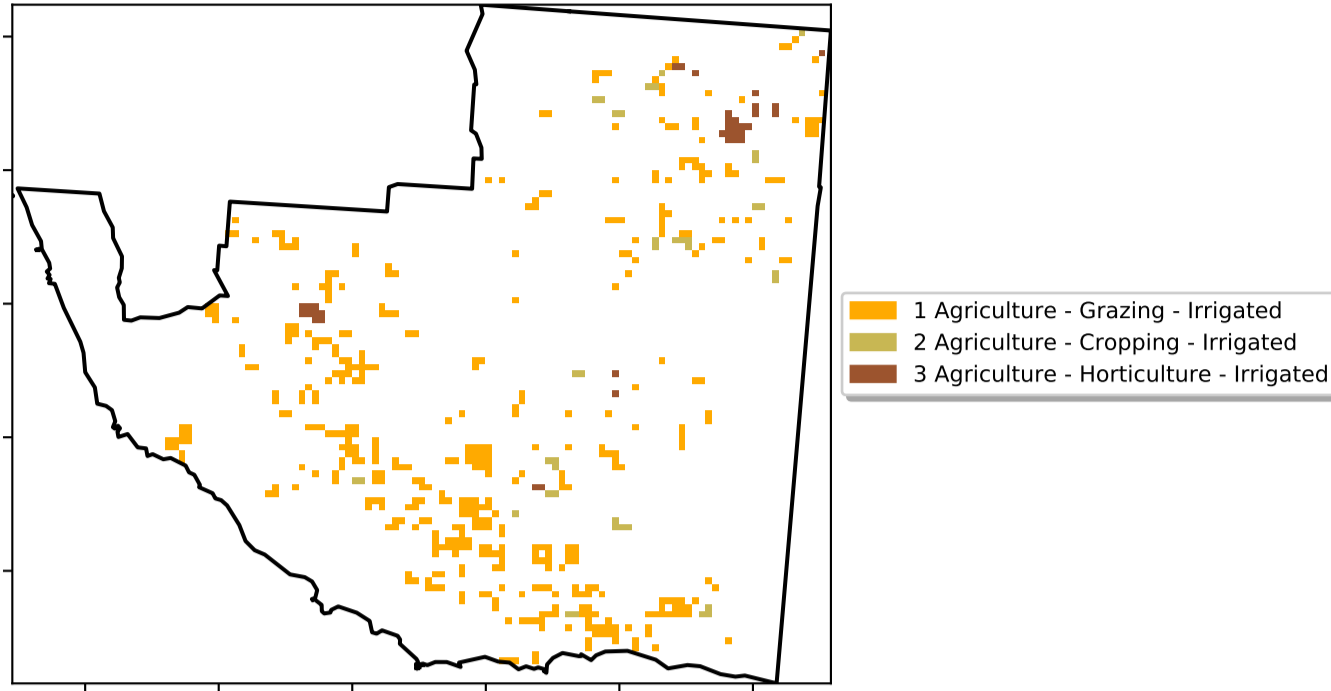 1 Agriculture - Grazing - Irrigated
2 Agriculture - Cropping - Irrigated
3 Agriculture - Horticulture - Irrigated